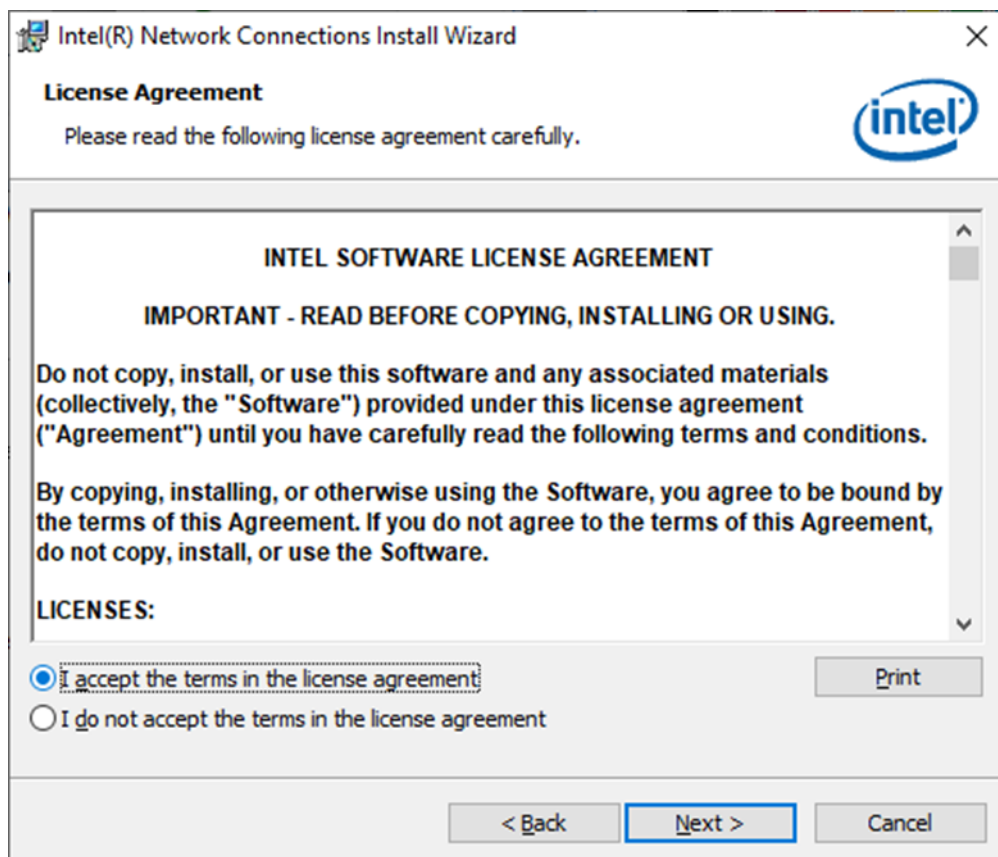 Intel(R) Network Connections Install Wizard
License Agreement
Please read the following license agreement carefully.
intel
INTEL SOFTWARE LICENSE AGREEMENT
IMPORTANT - READ BEFORE COPYING, INSTALLING OR USING.
Do not copy, install, or use this software and any associated materials
(collectively, the "Software") provided under this license agreement
("Agreement") until you have carefully read the following terms and conditions.
By copying, installing, or otherwise using the Software, you agree to be bound by
the terms of this Agreement. If you do not agree to the terms of this Agreement,
do not copy, install, or use the Software.
LICENSES:
I accept the terms in the license agreement
Print
I do not accept the terms in the license agreement
< Back
Next >
Cancel